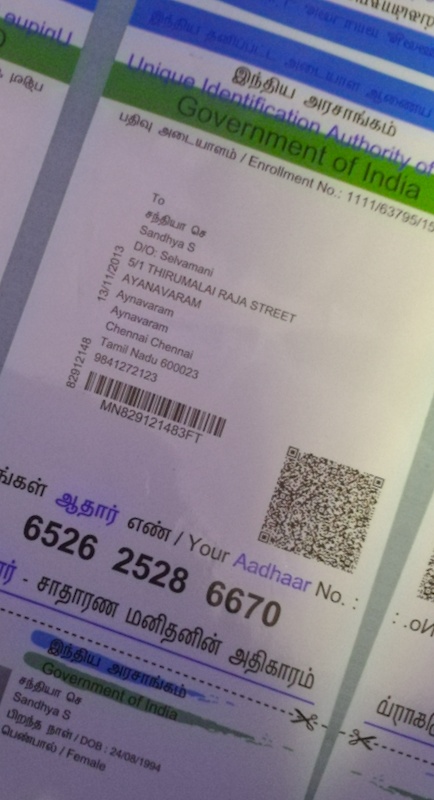 இந்திய அரசாங்கம்
Unique Identification Authority of
Government of India
பதிவு அடையாளம் / Enrollment No.: 1111/63795/15
To
சந்தியா செ
Sandhya S
D/O: Selvamani
5/1 THIRUMALAI RAJA STREET
AYANAVARAM
Aynavaram
Aynavaram
Chennai Chennai
Tamil Nadu 600023
9841272123
13/11/2013
82912148
MN829121483FT
ஆதார் எண் / Your Aadhaar No. :
6526 2528 6670
- சாதாரண மனிதனின் அதிகாரம்
இந்திய அரசாங்கம்
Government of India
சந்தியா செ
Sandhya S
பிறந்த நாள் / DOB : 24/08/1994
பெண்பால் / Female